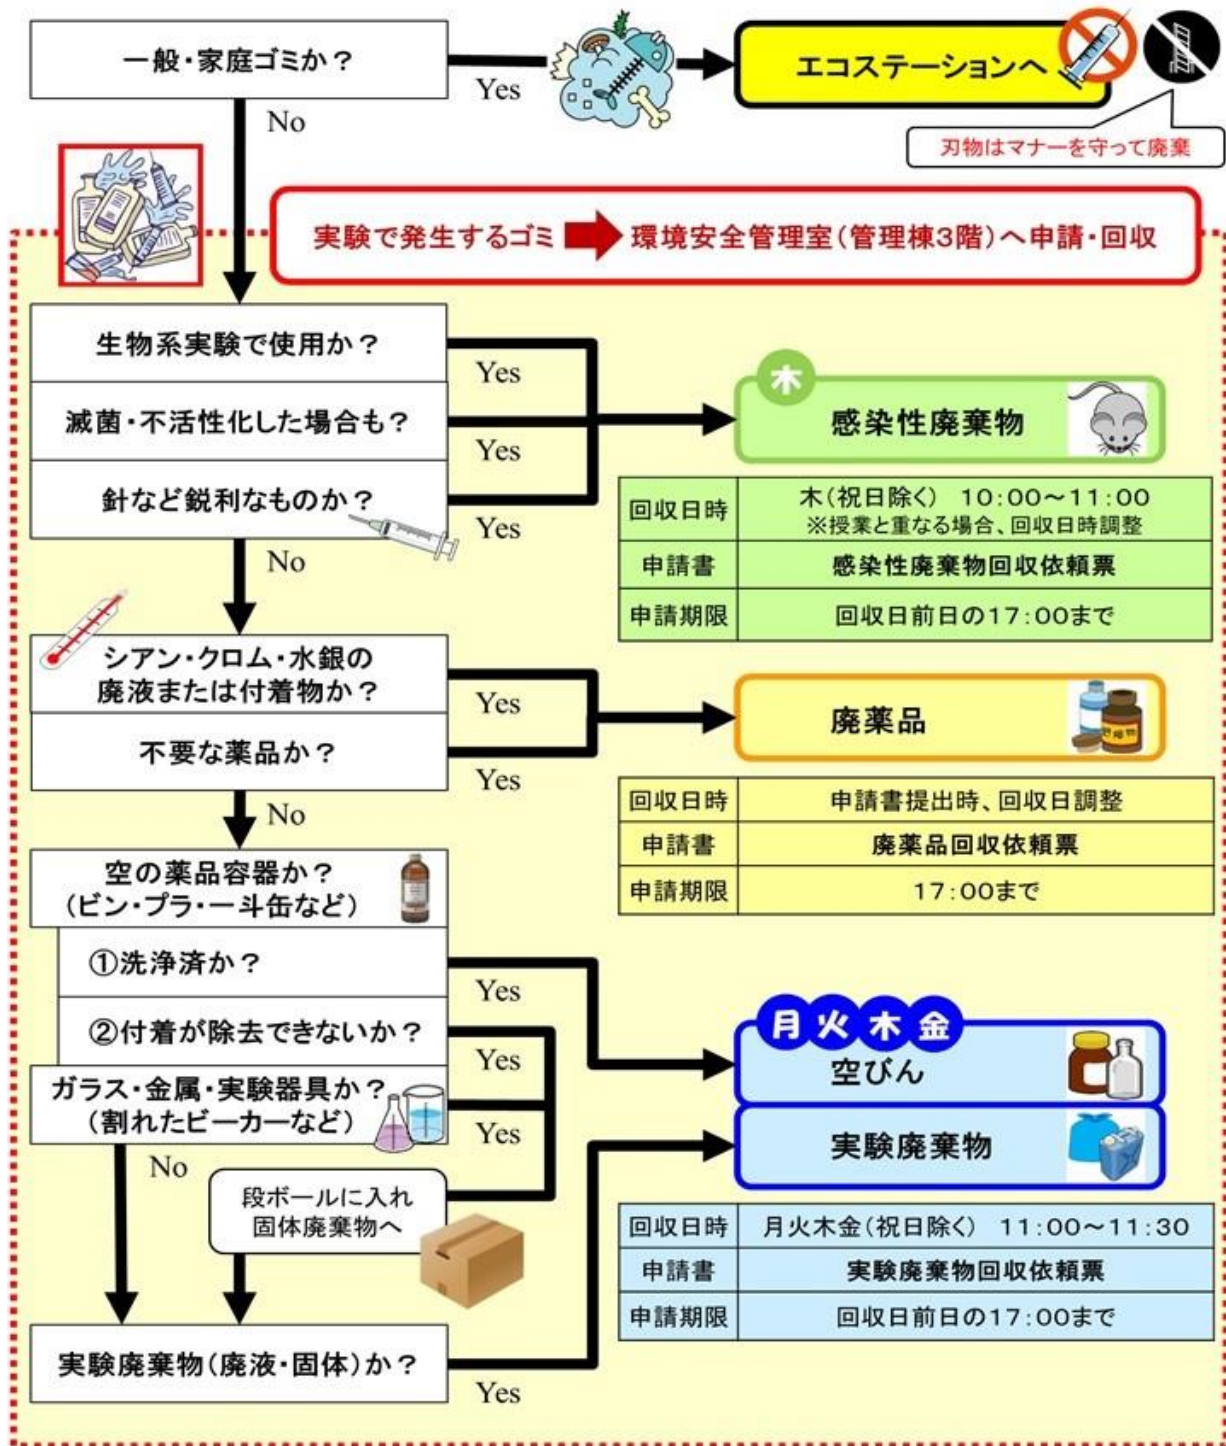 一般・家庭ゴミか？
Yes
エコステーションへ
No
刃物はマナーを守って廃棄
実験で発生するゴミ 環境安全管理室（管理棟3階）へ申請・回収
生物系実験で使用か？
Yes
滅菌・不活性化した場合も？
Yes
針など鋭利なものか？
Yes
No
木
感染性廃棄物
回収日時 木（祝日除く） 10：00～11：00
※授業と重なる場合、回収日時調整
申請書 感染性廃棄物回収依頼票
申請期限 回収日前日の17：00まで
シアン・クロム・水銀の
廃液または付着物か？
Yes
不要な薬品か？
Yes
No
廃薬品
回収日時 申請書提出時、回収日調整
申請書 廃薬品回収依頼票
申請期限 17：00まで
空の薬品容器か？
（ビン・プラ・一斗缶など）
①洗浄済か？
Yes
②付着が除去できないか？
Yes
ガラス・金属・実験器具か？
（割れたビーカーなど）
Yes
No
段ボールに入れ
固体廃棄物へ
月火木金
空びん
実験廃棄物
回収日時 月火木金（祝日除く） 11：00～11：30
申請書 実験廃棄物回収依頼票
申請期限 回収日前日の17：00まで
実験廃棄物（廃液・固体）か？
Yes